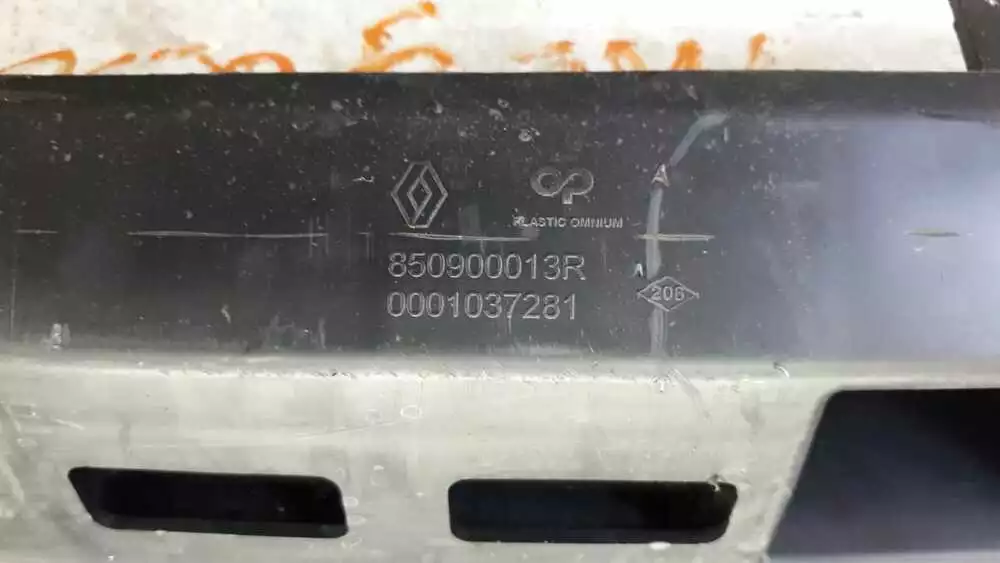 PLASTIC OMNIUM
850900013R
0001037281
206